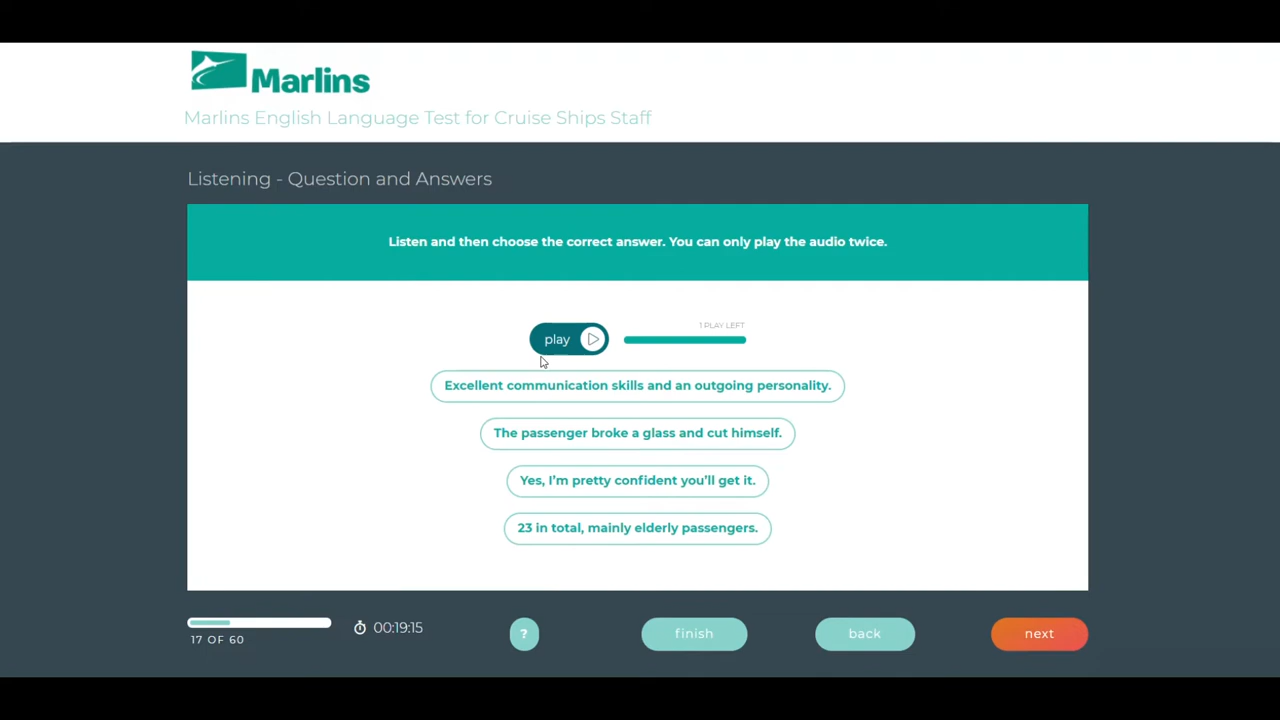 Marlins
Marlins English Language Test for Cruise Ships Staff
Listening - Question and Answers
Listen and then choose the correct answer. You can only play the audio twice.
play
1 PLAY LEFT
Excellent communication skills and an outgoing personality.
The passenger broke a glass and cut himself.
Yes, I'm pretty confident you'll get it.
23 in total, mainly elderly passengers.
17 OF 60
00:19:15
?
finish
back
next